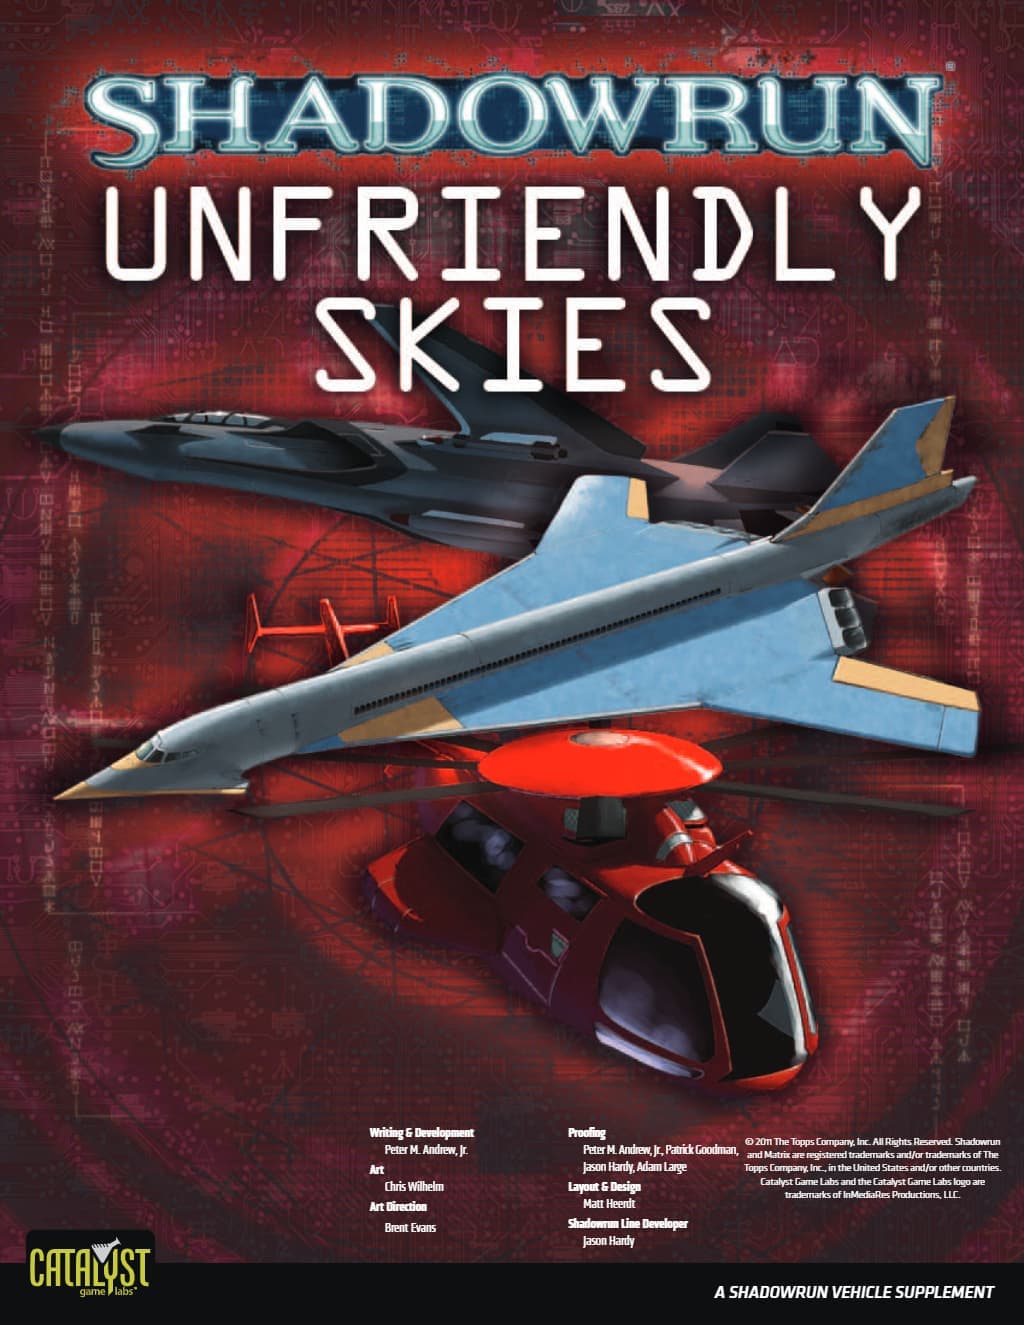 SHADOWRUN®
UNFRIENDLY
SKIES
Writing & Development
Peter M. Andrew, Jr.
Art
Chris Wilhelm
Art Direction
Brent Evans
Proofing
Peter M. Andrew, Jr., Patrick Goodman,
Jason Hardy, Adam Large
Layout & Design
Matt Heerdt
Shadowrun Line Developer
Jason Hardy
© 2011 The Topps Company, Inc. All Rights Reserved. Shadowrun
and Matrix are registered trademarks and/or trademarks of The
Topps Company, Inc., in the United States and/or other countries.
Catalyst Game Labs and the Catalyst Game Labs logo are
trademarks of InMediaRes Productions, LLC.
CATALYST
game labs
A SHADOWRUN VEHICLE SUPPLEMENT